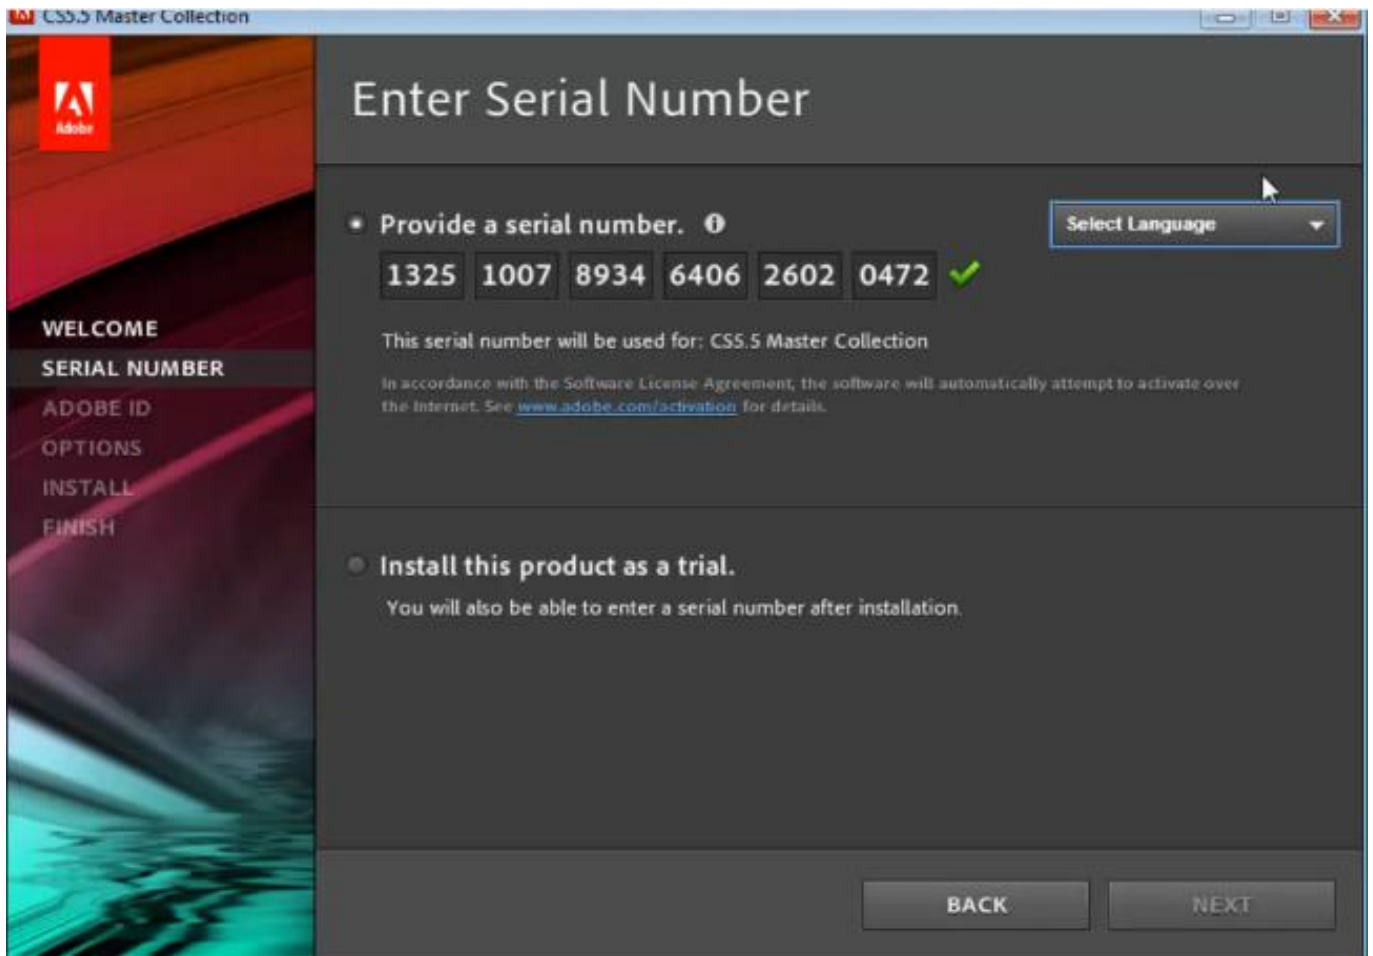 CS5.5 Master Collection
Adobe
Enter Serial Number
Provide a serial number.
Select Language
1325 1007 8934 6406 2602 0472
This serial number will be used for: CS5.5 Master Collection
In accordance with the Software License Agreement, the software will automatically attempt to activate over
the Internet. See www.adobe.com/activation for details.
WELCOME
SERIAL NUMBER
ADOBE ID
OPTIONS
INSTALL
FINISH
Install this product as a trial.
You will also be able to enter a serial number after installation.
BACK
NEXT